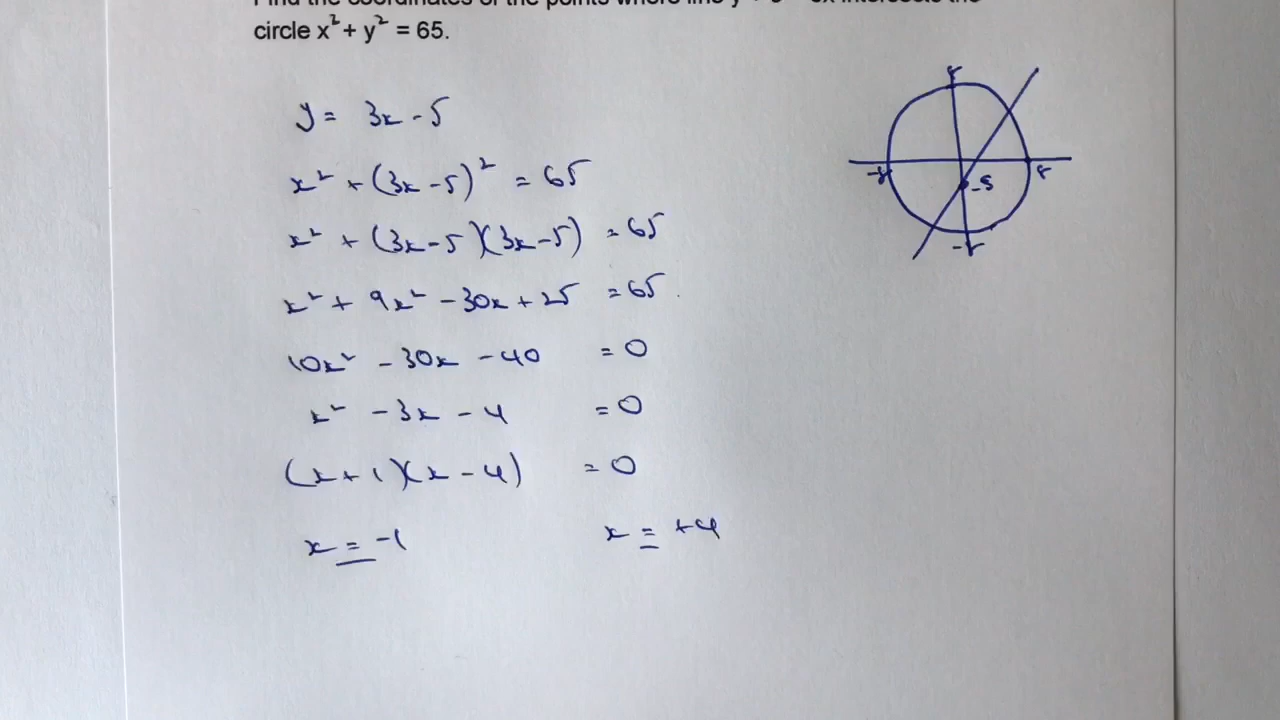 circle x² + y² = 65.
y = 3x - 5
x² + (3x - 5)² = 65
x² + (3x - 5)(3x - 5) = 65
x² + 9x² - 30x + 25 = 65
10x² - 30x - 40 = 0
x² - 3x - 4 = 0
(x + 1)(x - 4) = 0
x = -1 x = +4
-5